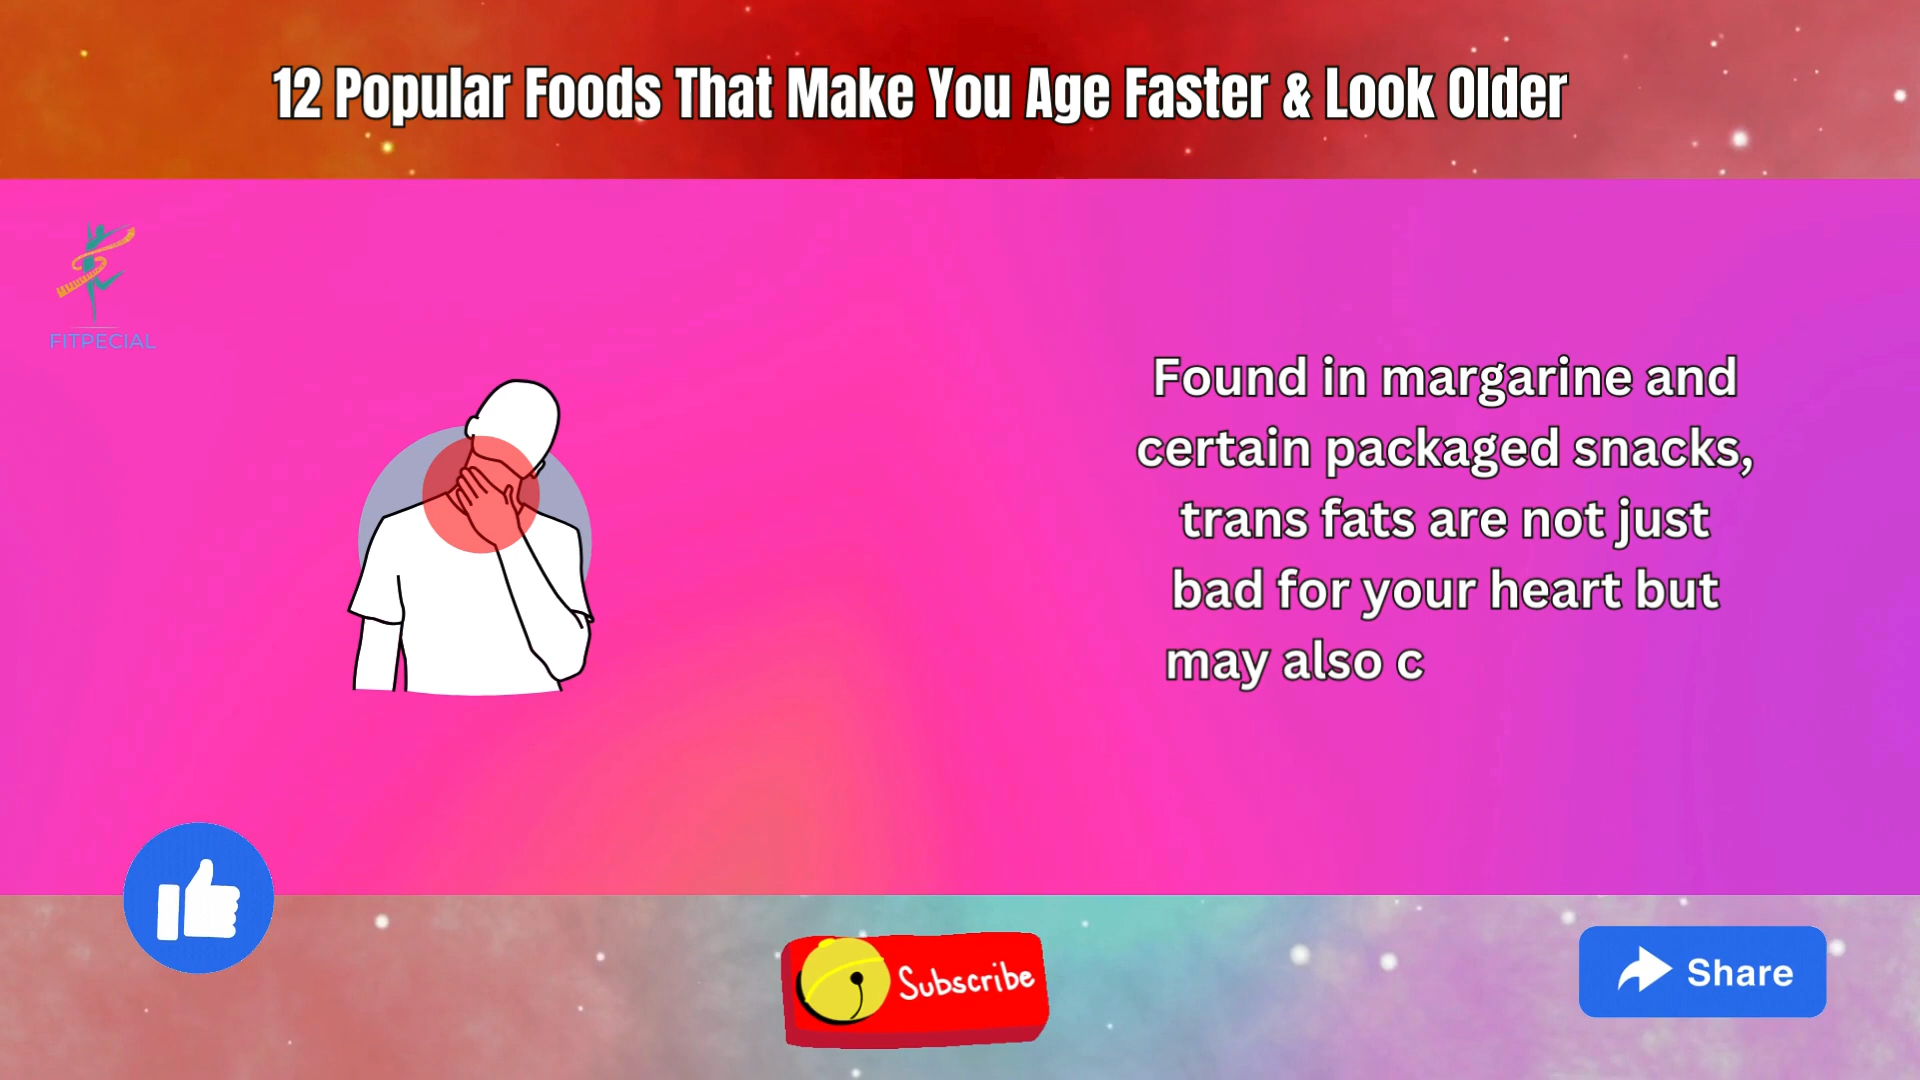 12 Popular Foods That Make You Age Faster & Look Older
FITPECIAL
Found in margarine and
certain packaged snacks,
trans fats are not just
bad for your heart but
may also c
Subscribe
Share